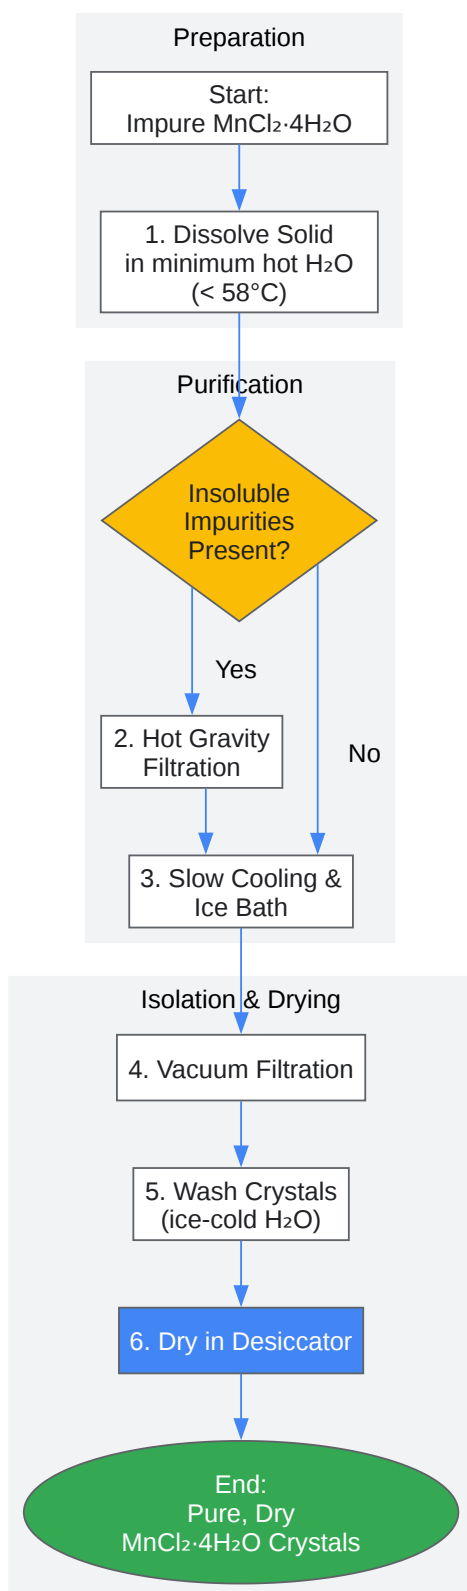 Preparation
Start:
Impure MnCl₂·4H₂O
1. Dissolve Solid
in minimum hot H₂O
(< 58°C)
Purification
Insoluble
Impurities
Present?
Yes
2. Hot Gravity
Filtration
No
3. Slow Cooling &
Ice Bath
Isolation & Drying
4. Vacuum Filtration
5. Wash Crystals
(ice-cold H₂O)
6. Dry in Desiccator
End:
Pure, Dry
MnCl₂·4H₂O Crystals